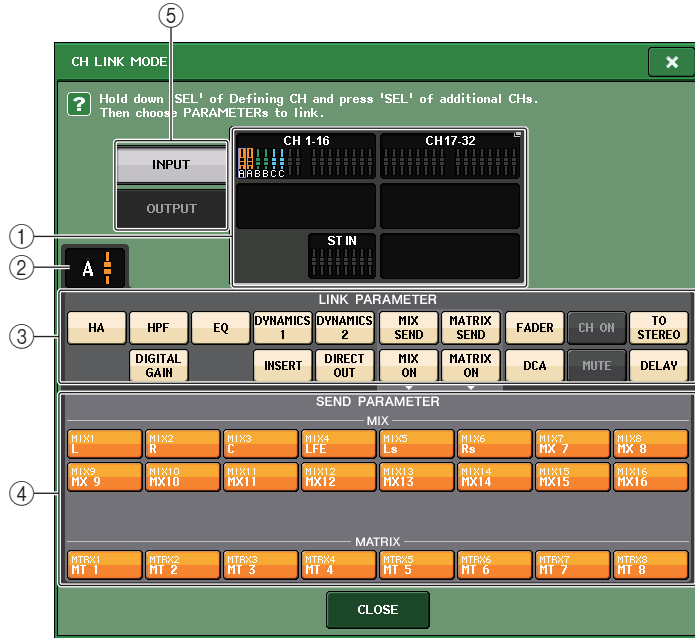 ⑤
CH LINK MODE
?
Hold down 'SEL' of Defining CH and press 'SEL' of additional CHs.
Then choose PARAMETERs to link.
INPUT
OUTPUT
CH 1-16
CH17-32
A A B B C C
ST IN
①
②
A
③
LINK PARAMETER
HA
HPF
EQ
DYNAMICS 1
DYNAMICS 2
MIX SEND
MATRIX SEND
FADER
CH ON
TO STEREO
DIGITAL GAIN
INSERT
DIRECT OUT
MIX ON
MATRIX ON
DCA
MUTE
DELAY
④
SEND PARAMETER
MIX
MIX1 L
MIX2 R
MIX3 C
MIX4 LFE
MIX5 Ls
MIX6 Rs
MIX7 MX 7
MIX8 MX 8
MIX9 MX 9
MIX10 MX10
MIX11 MX11
MIX12 MX12
MIX13 MX13
MIX14 MX14
MIX15 MX15
MIX16 MX16
MATRIX
MTRX1 MT 1
MTRX2 MT 2
MTRX3 MT 3
MTRX4 MT 4
MTRX5 MT 5
MTRX6 MT 6
MTRX7 MT 7
MTRX8 MT 8
CLOSE